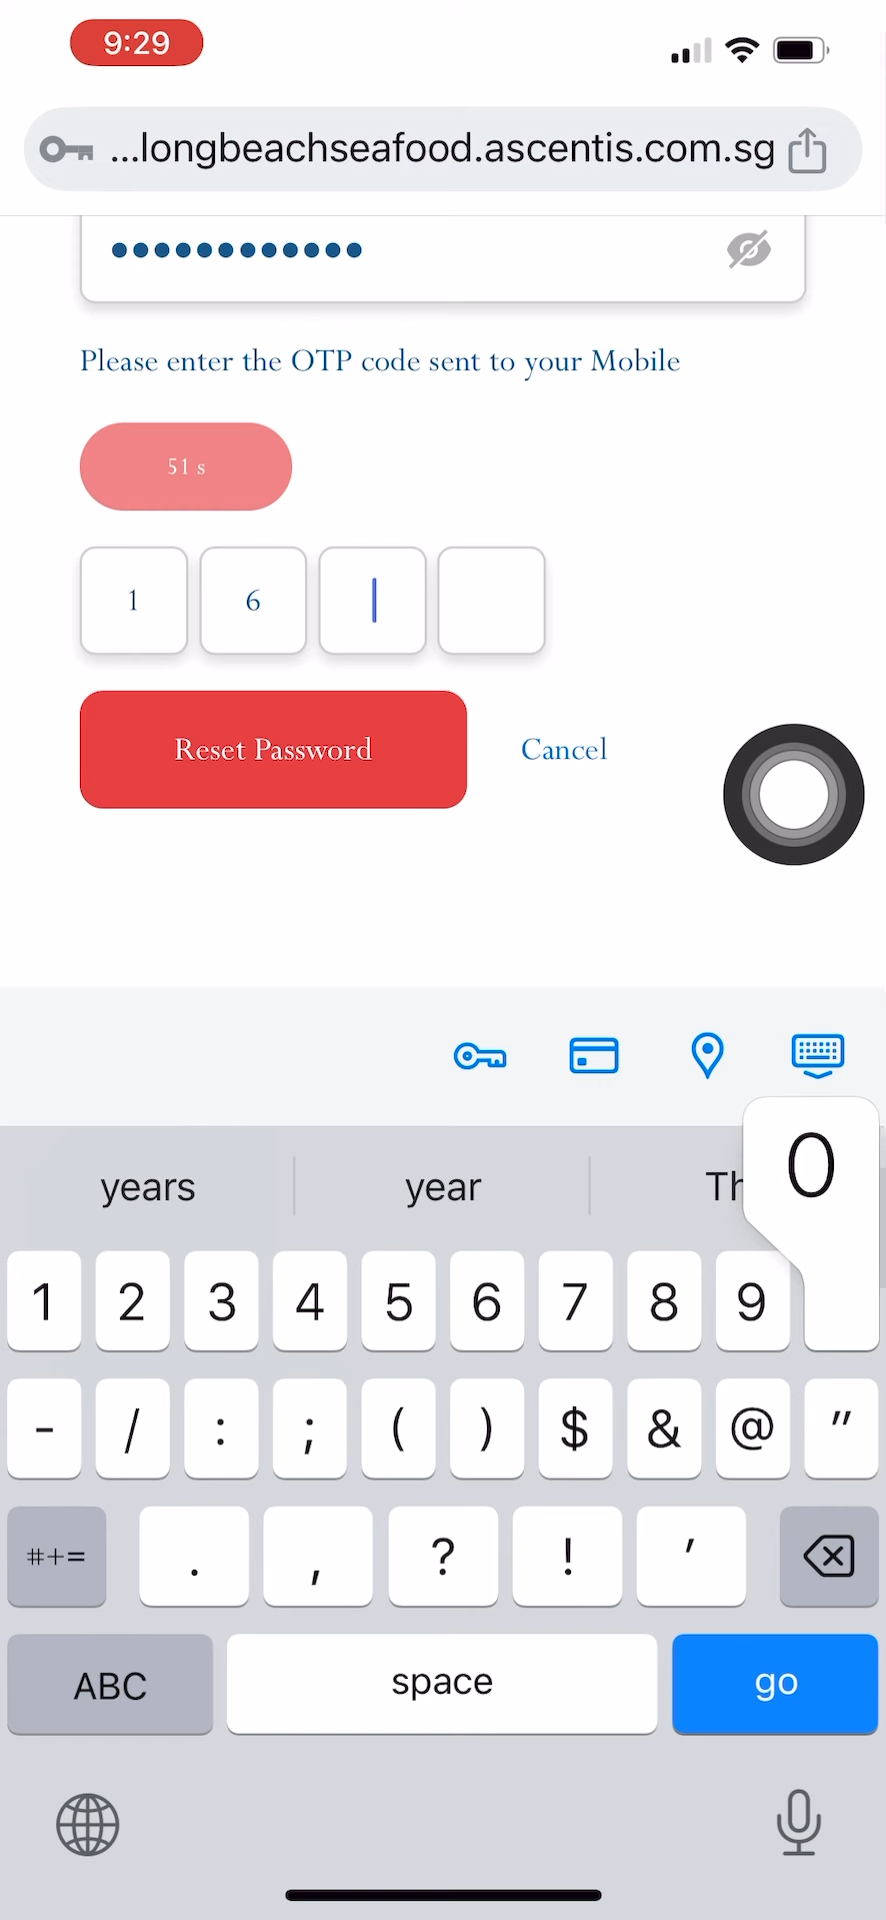 9:29
...longbeachseafood.ascentis.com.sg
Please enter the OTP code sent to your Mobile
51 s
1 6
Reset Password Cancel
0
years year
1 2 3 4 5 6 7 8 9
- / : ; ( ) $ & @ "
#+= . , ? ! '
ABC space go